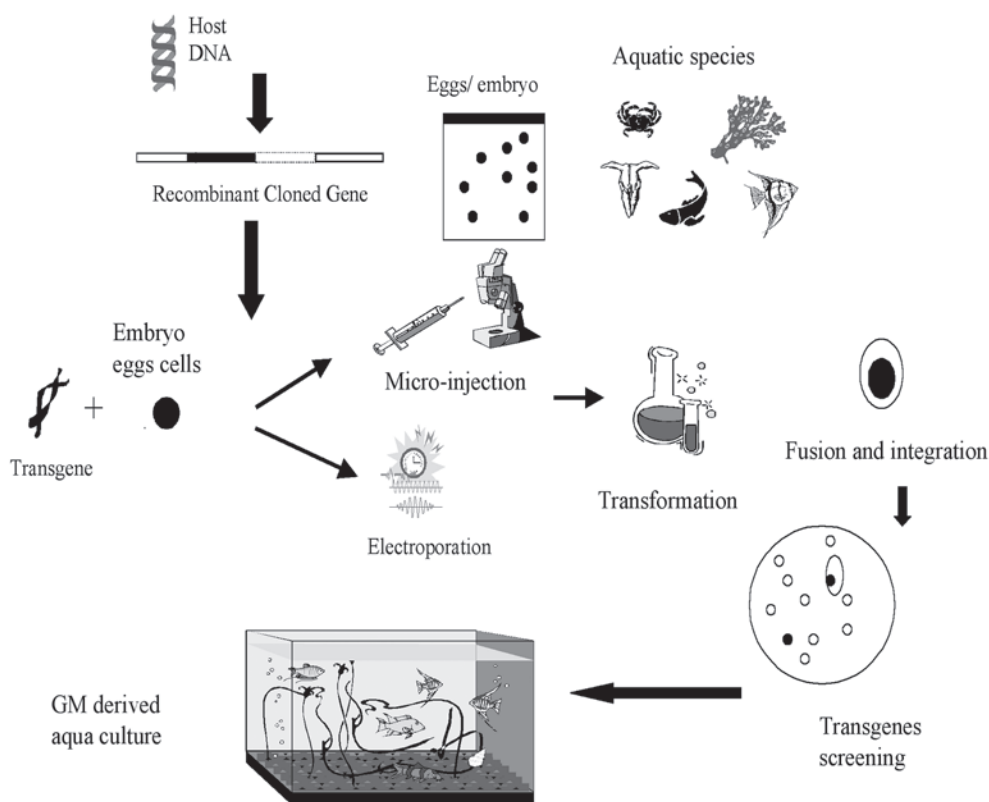 Host
DNA
Recombinant Cloned Gene
Eggs/ embryo
Aquatic species
Embryo
eggs cells
+
Transgene
Micro-injection
Electroporation
Transformation
Fusion and integration
Transgenes
screening
GM derived
aqua culture